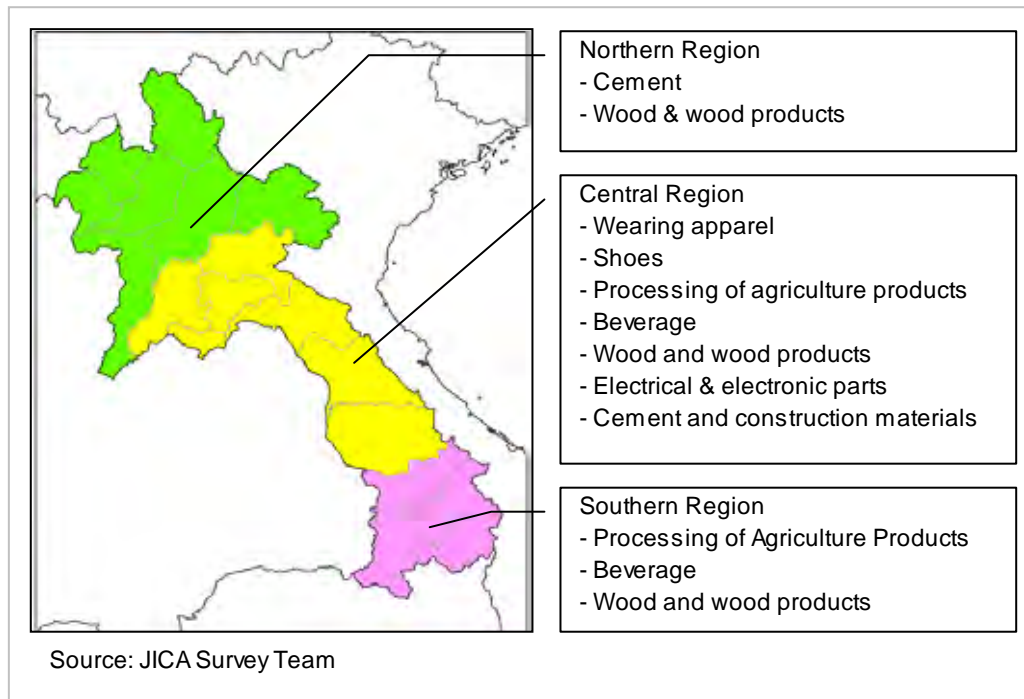 Northern Region
- Cement
- Wood & wood products
Central Region
- Wearing apparel
- Shoes
- Processing of agriculture products
- Beverage
- Wood and wood products
- Electrical & electronic parts
- Cement and construction materials
Southern Region
- Processing of Agriculture Products
- Beverage
- Wood and wood products
Source: JICA Survey Team